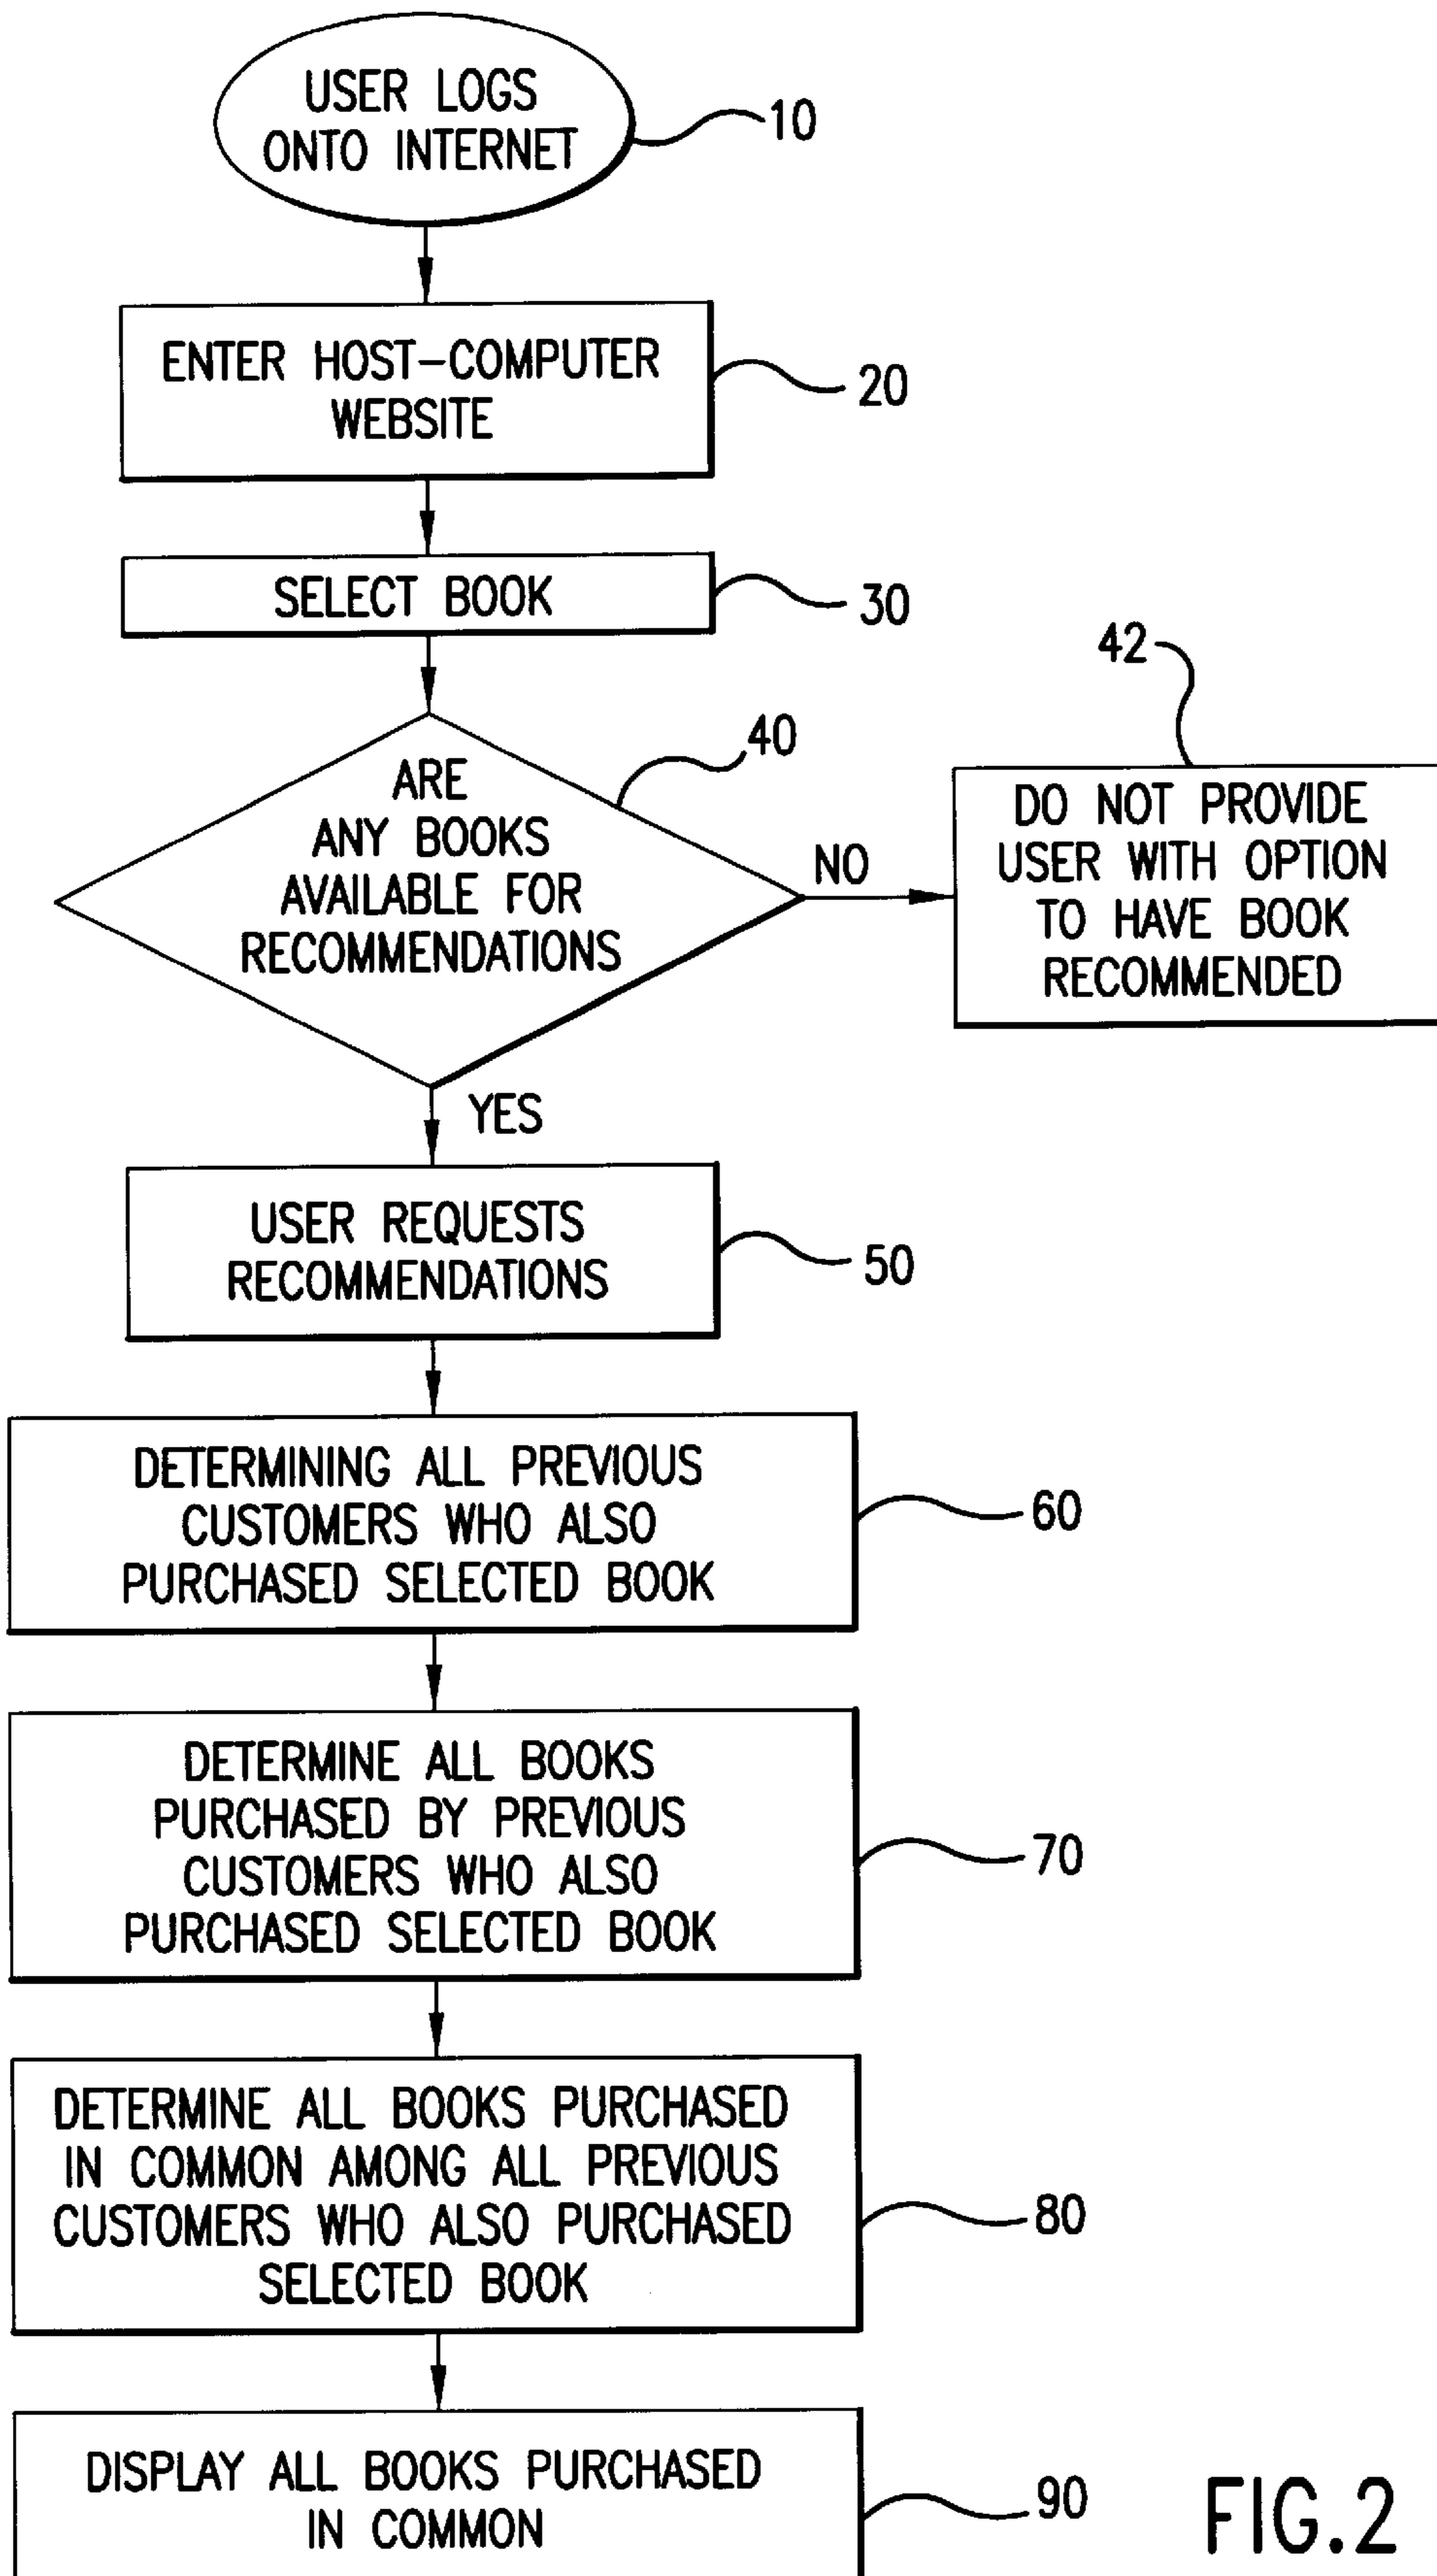 USER LOGS
ONTO INTERNET
10
ENTER HOST-COMPUTER
WEBSITE
20
SELECT BOOK
30
42
40
ARE
ANY BOOKS
AVAILABLE FOR
RECOMMENDATIONS
NO
DO NOT PROVIDE
USER WITH OPTION
TO HAVE BOOK
RECOMMENDED
YES
USER REQUESTS
RECOMMENDATIONS
50
DETERMINING ALL PREVIOUS
CUSTOMERS WHO ALSO
PURCHASED SELECTED BOOK
60
DETERMINE ALL BOOKS
PURCHASED BY PREVIOUS
CUSTOMERS WHO ALSO
PURCHASED SELECTED BOOK
70
DETERMINE ALL BOOKS PURCHASED
IN COMMON AMONG ALL PREVIOUS
CUSTOMERS WHO ALSO PURCHASED
SELECTED BOOK
80
DISPLAY ALL BOOKS PURCHASED
IN COMMON
90
FIG.2